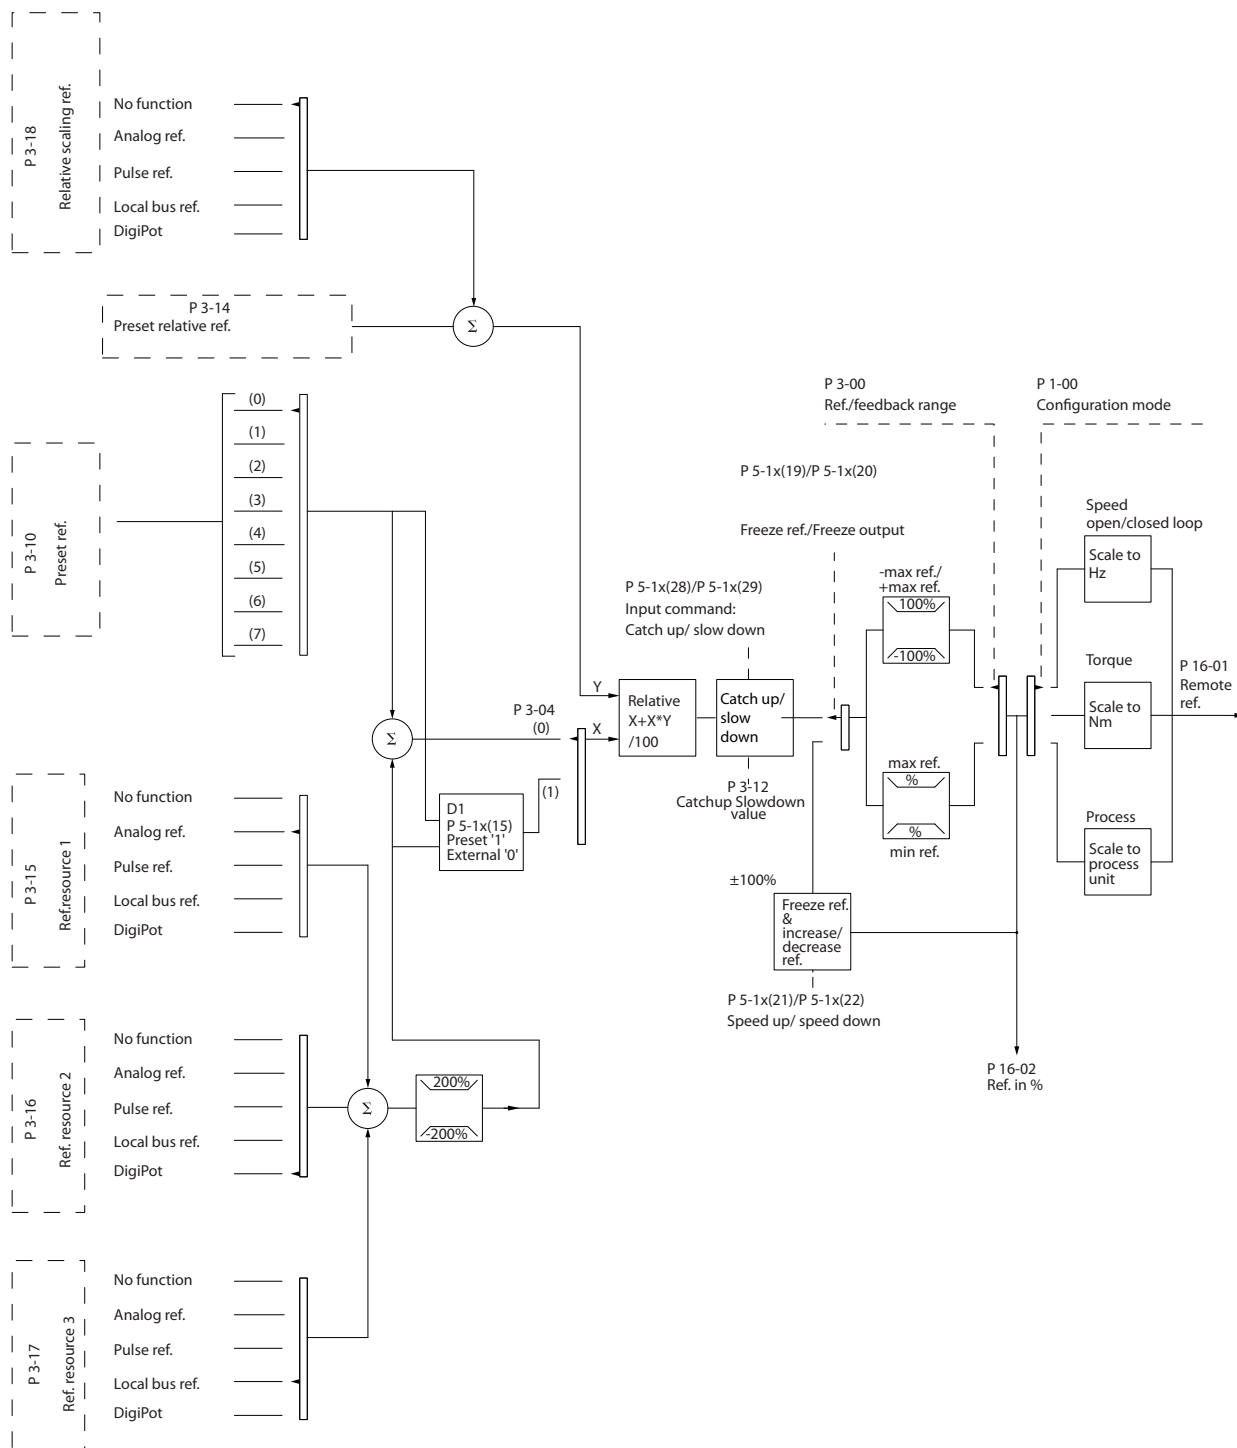 P 3-18
Relative scaling ref.
No function
Analog ref.
Pulse ref.
Local bus ref.
DigiPot
P 3-14
Preset relative ref.
Σ
P 3-10
Preset ref.
(0)
(1)
(2)
(3)
(4)
(5)
(6)
(7)
P 3-00
Ref./feedback range
P 1-00
Configuration mode
P 5-1x(19)/P 5-1x(20)
Freeze ref./Freeze output
P 5-1x(28)/P 5-1x(29)
Input command:
Catch up/ slow down
-max ref./
+max ref.
100%
-100%
Speed
open/closed loop
Scale to
Hz
Torque
Scale to
Nm
P 16-01
Remote
ref.
Y
X
P 3-04
(0)
(1)
Σ
Relative
X+X*Y
/100
Catch up/
slow
down
P 3-12
Catchup Slowdown
value
max ref.
%
%
min ref.
Process
Scale to
process
unit
D1
P 5-1x(15)
Preset '1'
External '0'
P 3-15
Ref.resource 1
No function
Analog ref.
Pulse ref.
Local bus ref.
DigiPot
±100%
Freeze ref.
&
increase/
decrease
ref.
P 5-1x(21)/P 5-1x(22)
Speed up/ speed down
P 16-02
Ref. in %
P 3-16
Ref. resource 2
No function
Analog ref.
Pulse ref.
Local bus ref.
DigiPot
Σ
200%
-200%
P 3-17
Ref. resource 3
No function
Analog ref.
Pulse ref.
Local bus ref.
DigiPot